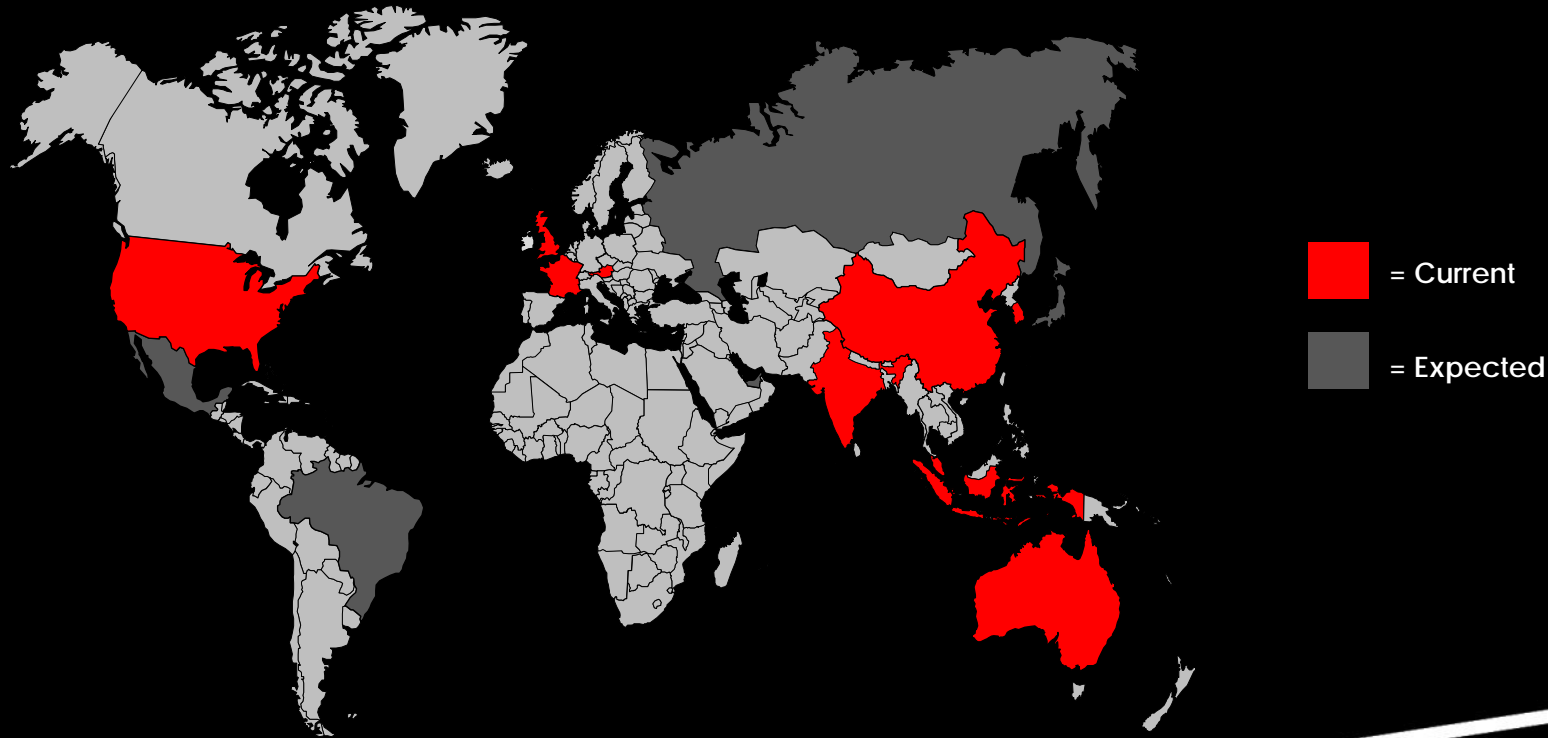 = Current
= Expected